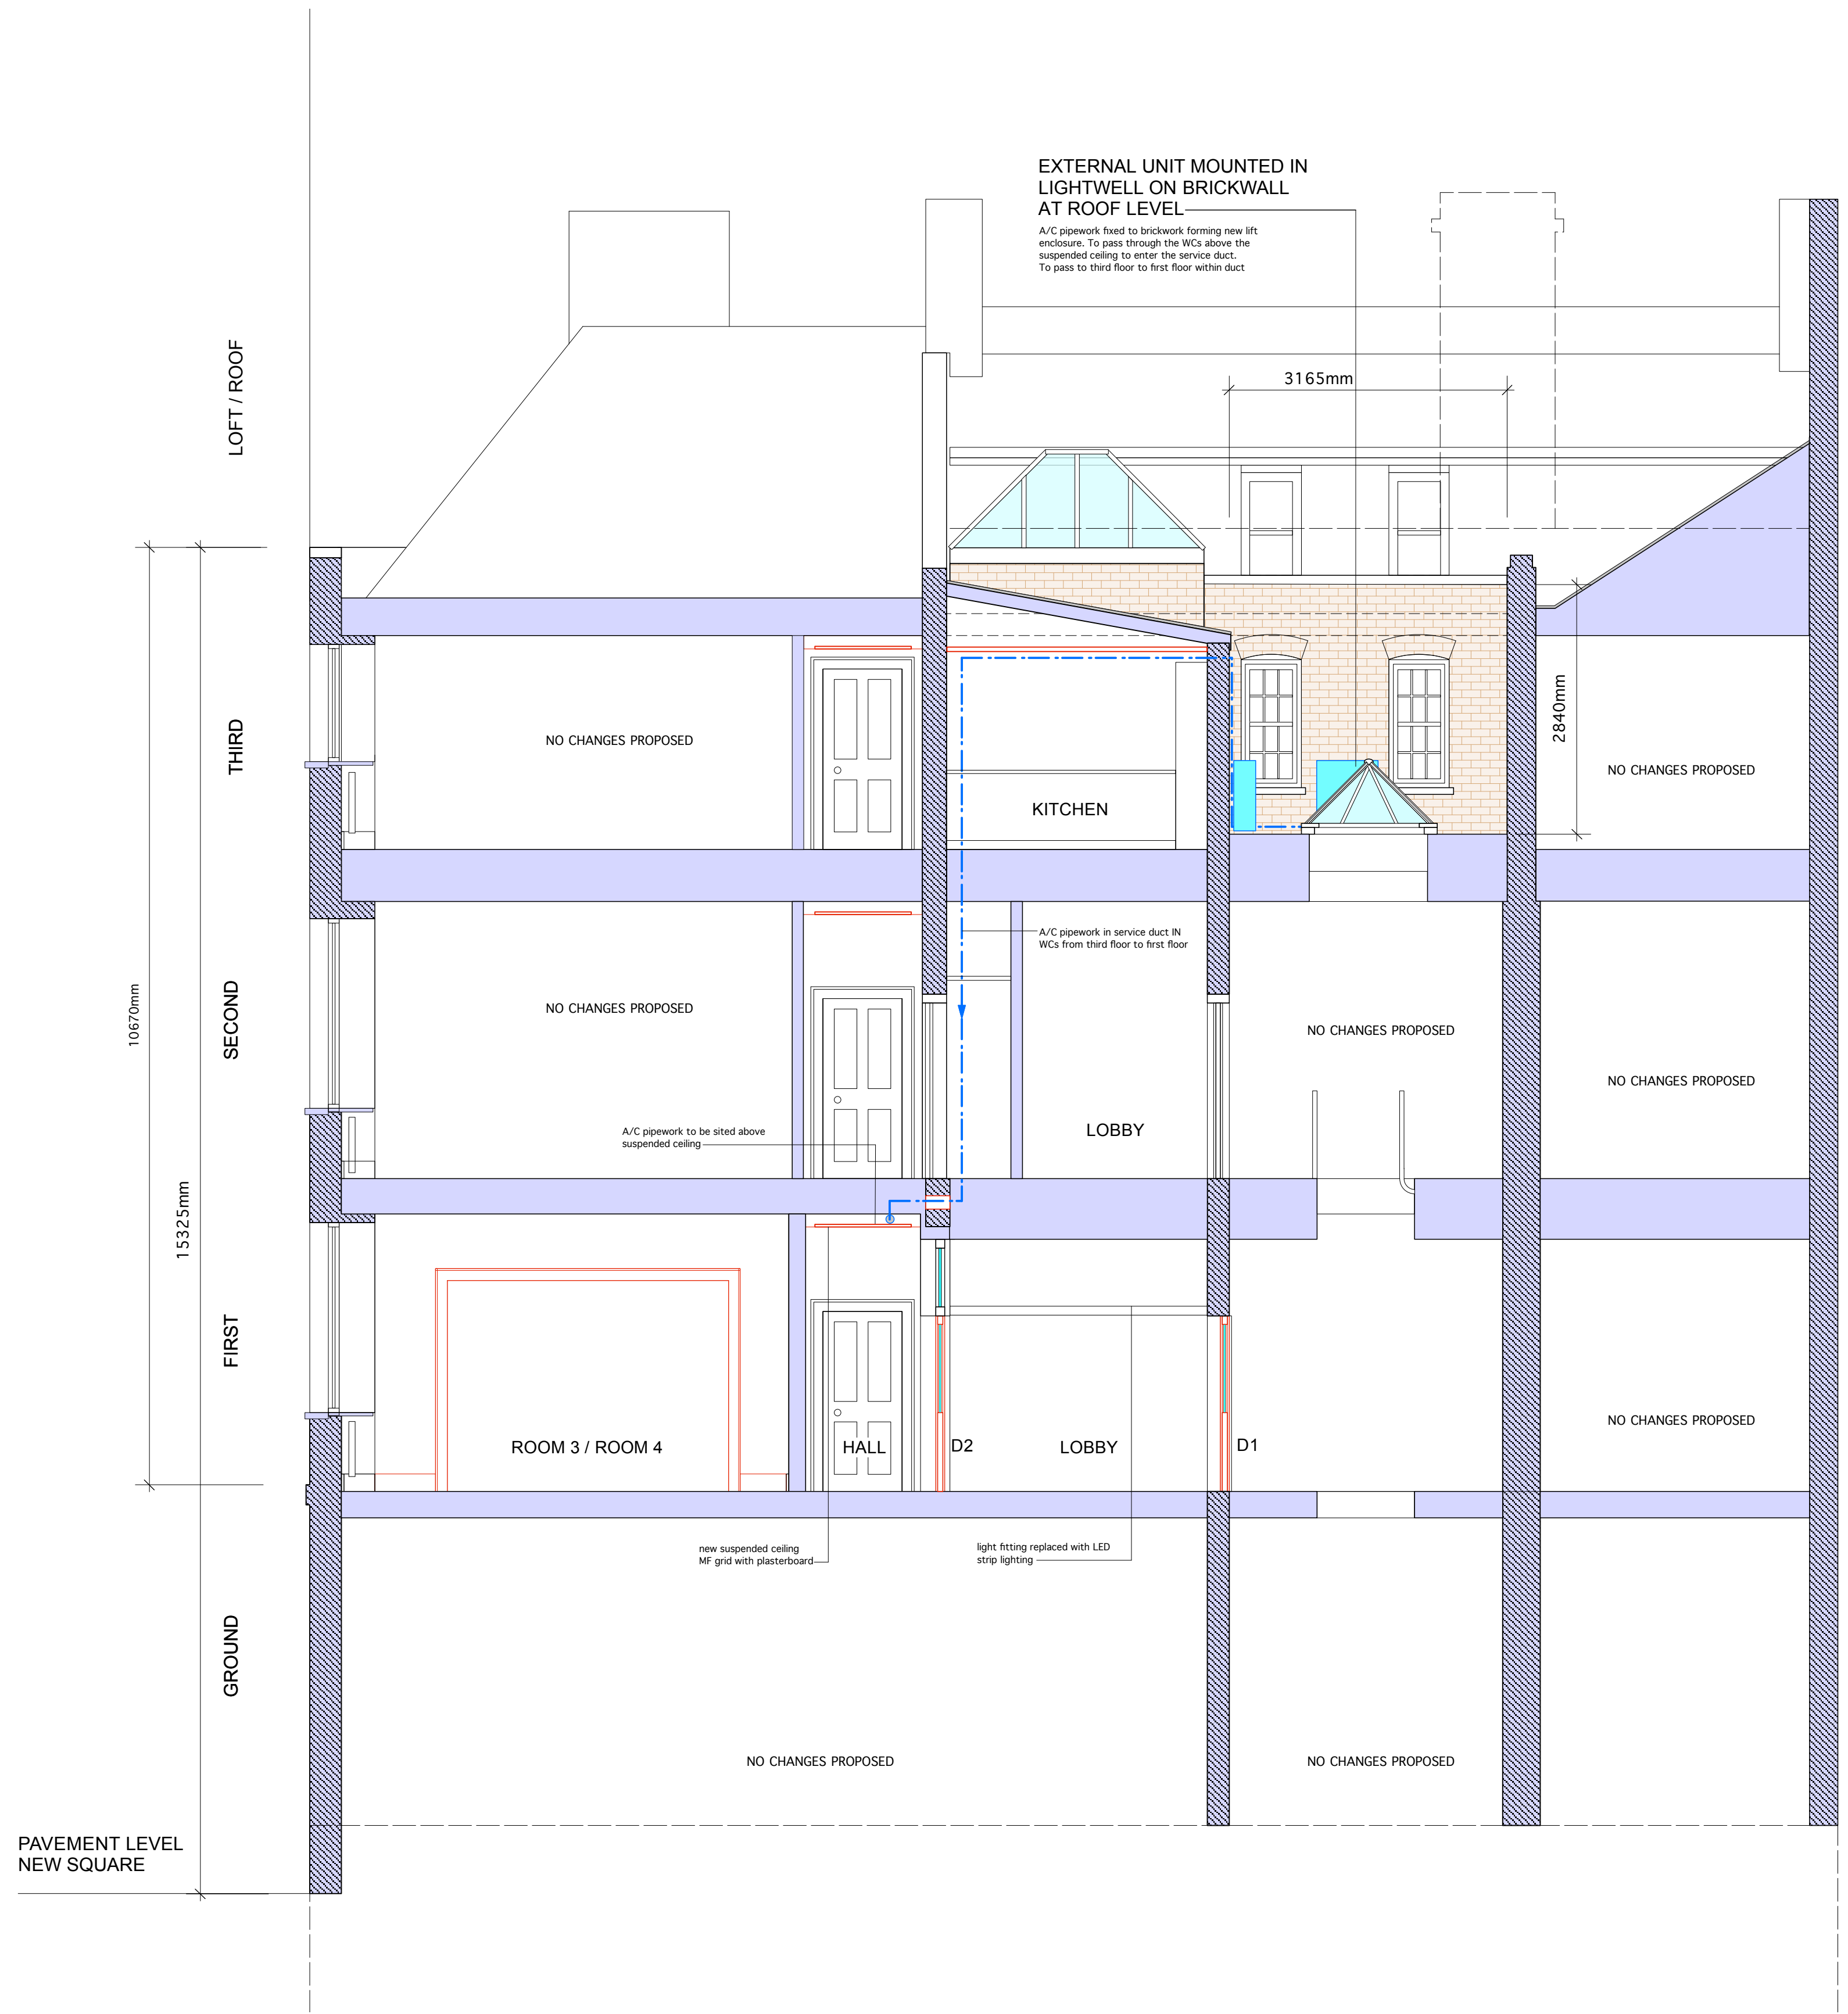 EXTERNAL UNIT MOUNTED IN
LIGHTWELL ON BRICKWALL
AT ROOF LEVEL
A/C pipework fixed to brickwork forming new lift
enclosure. To pass through the WCs above the
suspended ceiling to enter the service duct.
To pass to third floor to first floor within duct
LOFT / ROOF
3165mm
THIRD
NO CHANGES PROPOSED
KITCHEN
2840mm
NO CHANGES PROPOSED
A/C pipework in service duct IN
WCs from third floor to first floor
10670mm
SECOND
NO CHANGES PROPOSED
NO CHANGES PROPOSED
NO CHANGES PROPOSED
LOBBY
A/C pipework to be sited above
suspended ceiling
15325mm
FIRST
ROOM 3 / ROOM 4
HALL
D2
LOBBY
D1
NO CHANGES PROPOSED
new suspended ceiling
MF grid with plasterboard
light fitting replaced with LED
strip lighting
GROUND
NO CHANGES PROPOSED
NO CHANGES PROPOSED
PAVEMENT LEVEL
NEW SQUARE